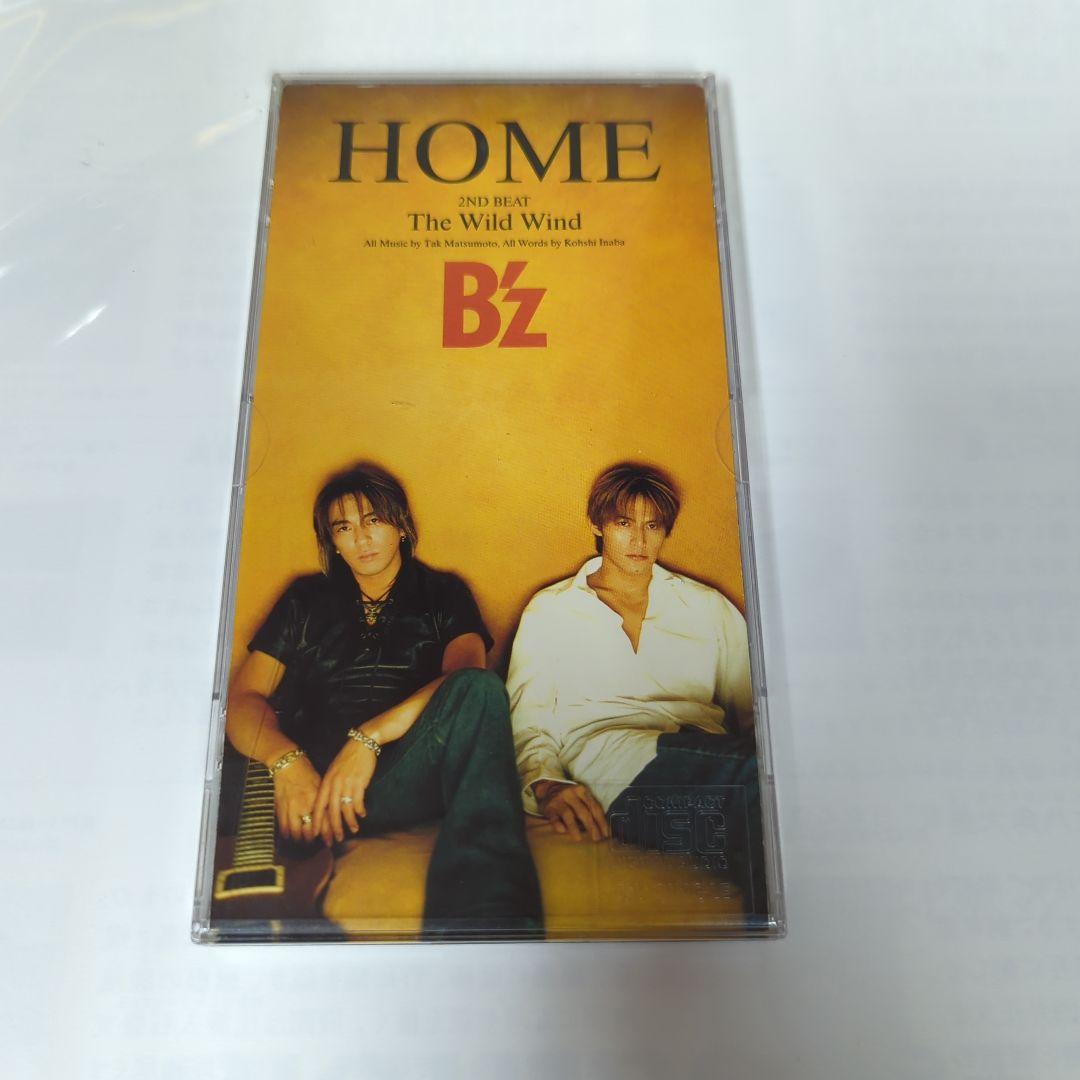 HOME
2ND BEAT
The Wild Wind
All Music by Tak Matsumoto, All Words by Kohshi Inaba
B'z
COMPACT
disc